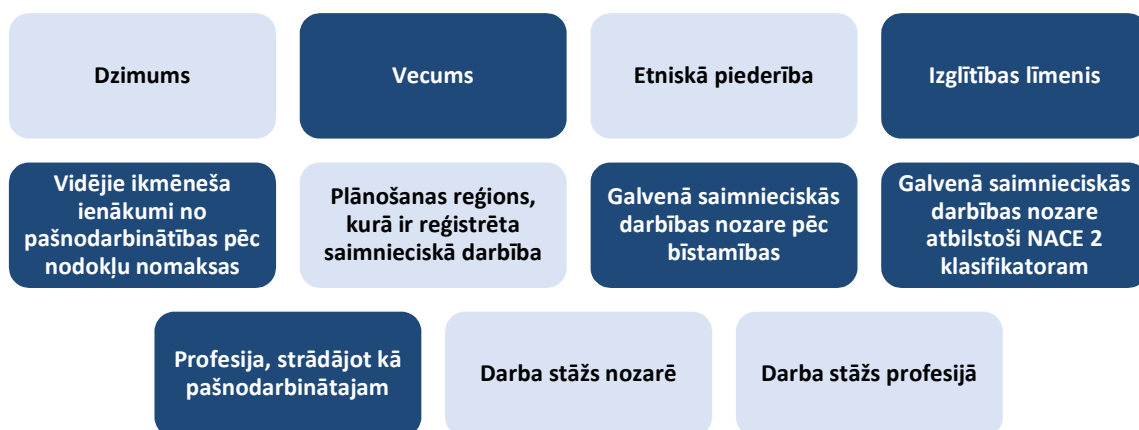 Dzimums
Vecums
Etniskā piederība
Izglītības līmenis
Vidējie ikmēneša
ienākumi no
pašnodarbinātības pēc
nodokļu nomaksas
Plānošanas reģions,
kurā ir reģistrēta
saimnieciskā darbība
Galvenā saimnieciskās
darbības nozare pēc
bīstamības
Galvenā saimnieciskās
darbības nozare
atbilstoši NACE 2
klasifikatoram
Profesija, strādājot kā
pašnodarbinātajam
Darba stāžs nozarē
Darba stāžs profesijā